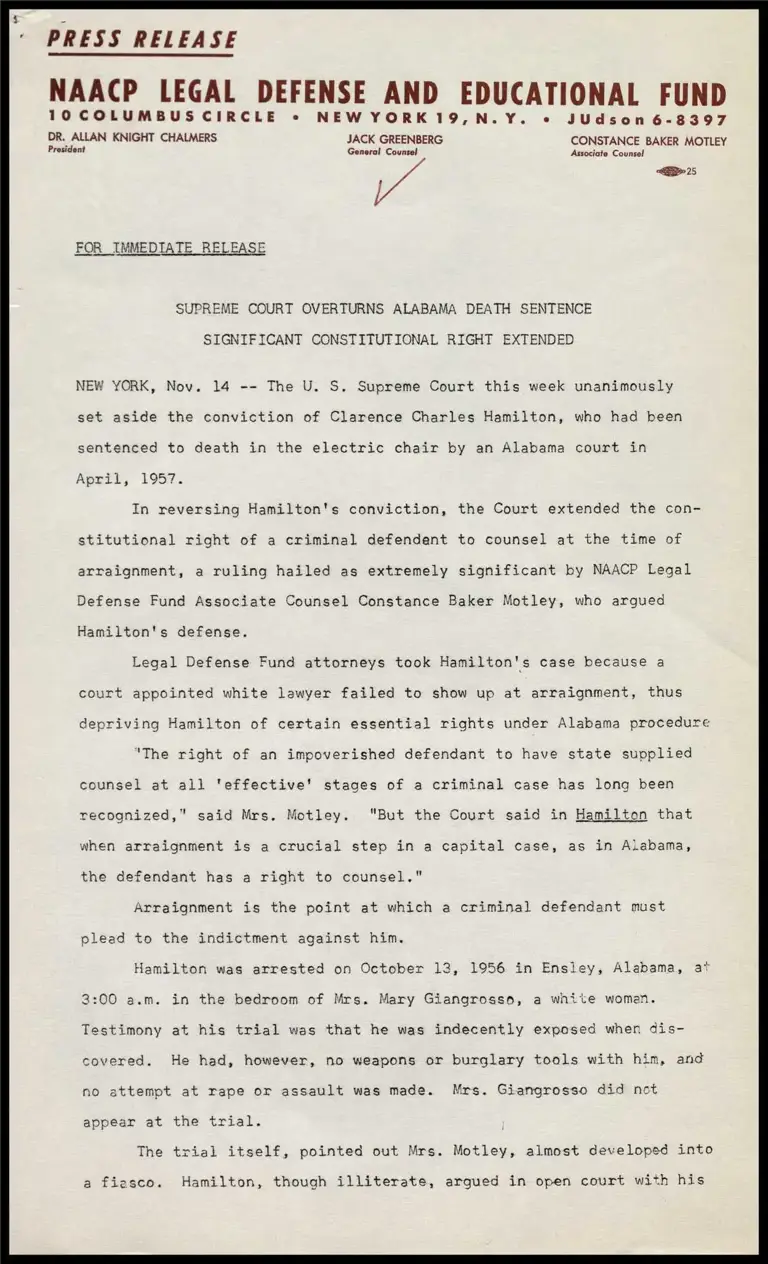 PRESS RELEASE
NAACP LEGAL DEFENSE AND EDUCATIONAL FUND
10 COLUMBUS CIRCLE • NEW YORK 19, N. Y. • JUdson 6-8397
DR. ALLAN KNIGHT CHALMERS JACK GREENBERG CONSTANCE BAKER MOTLEY
President General Counsel Associate Counsel
25
FOR IMMEDIATE RELEASE
SUPREME COURT OVERTURNS ALABAMA DEATH SENTENCE
SIGNIFICANT CONSTITUTIONAL RIGHT EXTENDED
NEW YORK, Nov. 14 -- The U. S. Supreme Court this week unanimously
set aside the conviction of Clarence Charles Hamilton, who had been
sentenced to death in the electric chair by an Alabama court in
April, 1957.
In reversing Hamilton's conviction, the Court extended the con-
stitutional right of a criminal defendent to counsel at the time of
arraignment, a ruling hailed as extremely significant by NAACP Legal
Defense Fund Associate Counsel Constance Baker Motley, who argued
Hamilton's defense.
Legal Defense Fund attorneys took Hamilton's case because a
court appointed white lawyer failed to show up at arraignment, thus
depriving Hamilton of certain essential rights under Alabama procedure
"The right of an impoverished defendant to have state supplied
counsel at all 'effective' stages of a criminal case has long been
recognized," said Mrs. Motley. "But the Court said in Hamilton that
when arraignment is a crucial step in a capital case, as in Alabama,
the defendant has a right to counsel."
Arraignment is the point at which a criminal defendant must
plead to the indictment against him.
Hamilton was arrested on October 13, 1956 in Ensley, Alabama, at
3:00 a.m. in the bedroom of Mrs. Mary Giangrosso, a white woman.
Testimony at his trial was that he was indecently exposed when dis-
covered. He had, however, no weapons or burglary tools with him, and
no attempt at rape or assault was made. Mrs. Giangrosso did not
appear at the trial.
The trial itself, pointed out Mrs. Motley, almost developed into
a fiasco. Hamilton, though illiterate, argued in open court with his